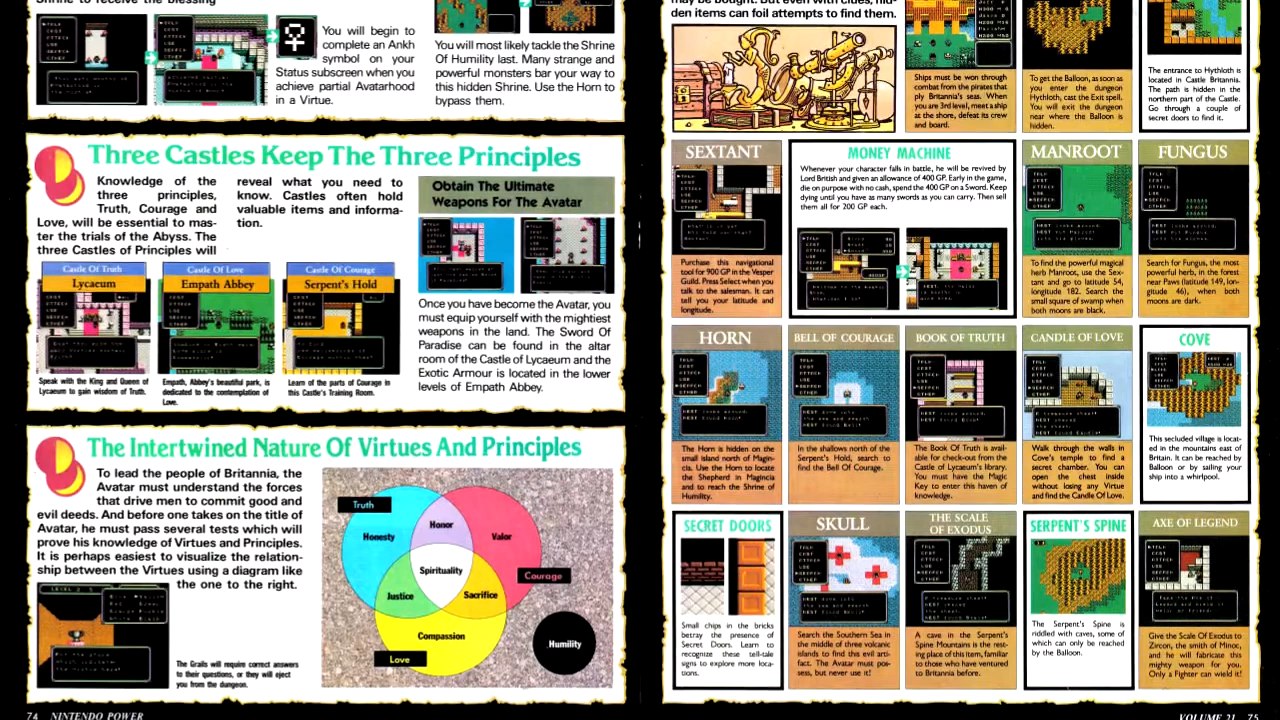 Shrine to receive the blessing
You will begin to
complete an Ankh
symbol on your
Status subscreen when you
achieve partial Avatarhood
in a Virtue.
You will most likely tackle the Shrine
Of Humility last. Many strange and
powerful monsters bar your way to
this hidden Shrine. Use the Horn to
bypass them.
Three Castles Keep The Three Principles
Knowledge of the
three principles,
Truth, Courage and
Love, will be essential to mas-
ter the trials of the Abyss. The
three Castles of Principles will
reveal what you need to
know. Castles often hold
valuable items and informa-
tion.
Castle Of Truth
Lycaeum
Speak with the King and Queen of
Lycaeum to gain wisdom of Truth.
Castle Of Love
Empath Abbey
Empath, Abbey's beautiful park, is
dedicated to the contemplation of
Love.
Castle Of Courage
Serpent's Hold
Learn of the parts of Courage in
this Castle's Training Room.
Obtain The Ultimate
Weapons For The Avatar
Once you have become the Avatar, you
must equip yourself with the mightiest
weapons in the land. The Sword Of
Paradise can be found in the altar
room of the Castle of Lycaeum and the
Exotic Armour is located in the lower
levels of Empath Abbey.
The Intertwined Nature Of Virtues And Principles
To lead the people of Britannia, the
Avatar must understand the forces
that drive men to commit good and
evil deeds. And before one takes on the title of
Avatar, he must pass several tests which will
prove his knowledge of Virtues and Principles.
It is perhaps easiest to visualize the relation-
ship between the Virtues using a diagram like
the one to the right.
The Grails will require correct answers
to their questions, or they will eject
you from the dungeon.
Truth
Honesty
Honor
Valor
Spirituality
Courage
Justice
Sacrifice
Compassion
Love
Humility
74 NINTENDO POWER
may be bought. But even with clues, hid-
den items can foil attempts to find them.
Ships must be won through
combat from the pirates that
ply Britannia's seas. When
you are 3rd level, meet a ship
at the shore, defeat its crew
and board.
To get the Balloon, as soon as
you enter the dungeon
Hythloth, cast the Exit spell.
You will exit the dungeon
near where the Balloon is
hidden.
The entrance to Hythloth is
located in Castle Britannia.
The path is hidden in the
northern part of the Castle.
Go through a couple of
secret doors to find it.
SEXTANT
Purchase this navigational
tool for 900 GP in the Vesper
Guild. Press Select when you
talk to the salesman. It can
tell you your latitude and
longitude.
MONEY MACHINE
Whenever your character falls in battle, he will be revived by
Lord British and given an allowance of 400 GP. Early in the game,
die on purpose with no cash, spend the 400 GP on a Sword. Keep
dying until you have as many swords as you can carry. Then sell
them all for 200 GP each.
MANROOT
To find the powerful magical
herb Manroot, use the Sex-
tant and go to latitude 54,
longitude 182. Search the
small square of swamp when
both moons are black.
FUNGUS
Search for Fungus, the most
powerful herb, in the forest
near Paws (latitude 149, lon-
gitude 46), when both
moons are dark.
HORN
The Horn is hidden on the
small island north of Magin-
cia. Use the Horn to locate
the Shepherd in Magincia
and to reach the Shrine of
Humility.
BELL OF COURAGE
In the shallows north of the
Serpent's Hold, search to
find the Bell Of Courage.
BOOK OF TRUTH
The Book Of Truth is avail-
able for check-out from the
Castle of Lycaeum's library.
You must have the Magic
Key to enter this haven of
knowledge.
CANDLE OF LOVE
Walk through the walls in
Cove's temple to find a
secret chamber. You can
open the chest inside
without losing any Virtue
and find the Candle Of Love.
COVE
This secluded village is locat-
ed in the mountains east of
Britain. It can be reached by
Balloon or by sailing your
ship into a whirlpool.
SECRET DOORS
Small chips in the bricks
betray the presence of
Secret Doors. Learn to
recognize these tell-tale
signs to explore more loca-
tions.
SKULL
Search the Southern Sea in
the middle of three volcanic
islands to find this evil arti-
fact. The Avatar must pos-
sess, but never use it!
THE SCALE
OF EXODUS
A cave in the Serpent's
Spine Mountains is the rest-
ing place of this item, familiar
to those who have ventured
to Britannia before.
SERPENT'S SPINE
The Serpent's Spine is
riddled with caves, some of
which can only be reached
by the Balloon.
AXE OF LEGEND
Give the Scale Of Exodus to
Zircon, the smith of Minor,
and he will fabricate this
mighty weapon for you.
Only a Fighter can wield it!
VOLUME 21 75